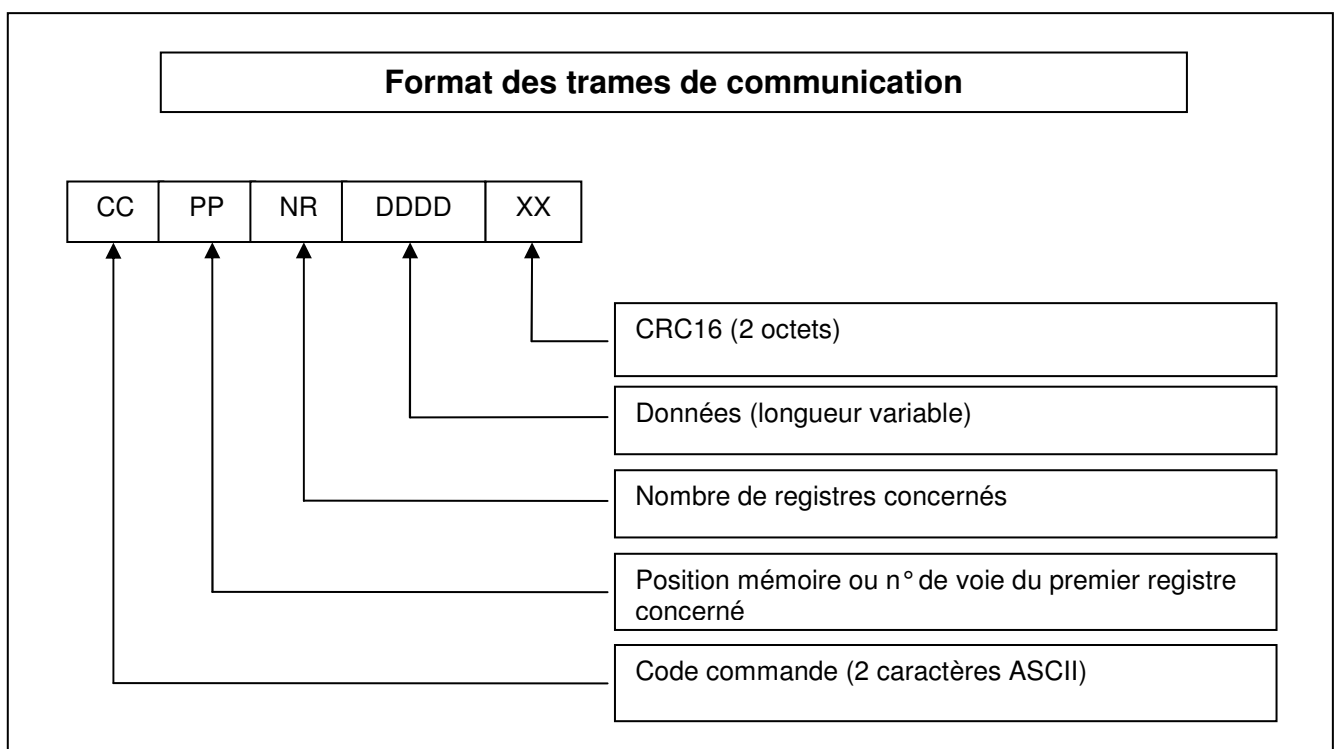 Format des trames de communication
CC PP NR DDDD XX
CRC16 (2 octets)
Données (longueur variable)
Nombre de registres concernés
Position mémoire ou n° de voie du premier registre
concerné
Code commande (2 caractères ASCII)